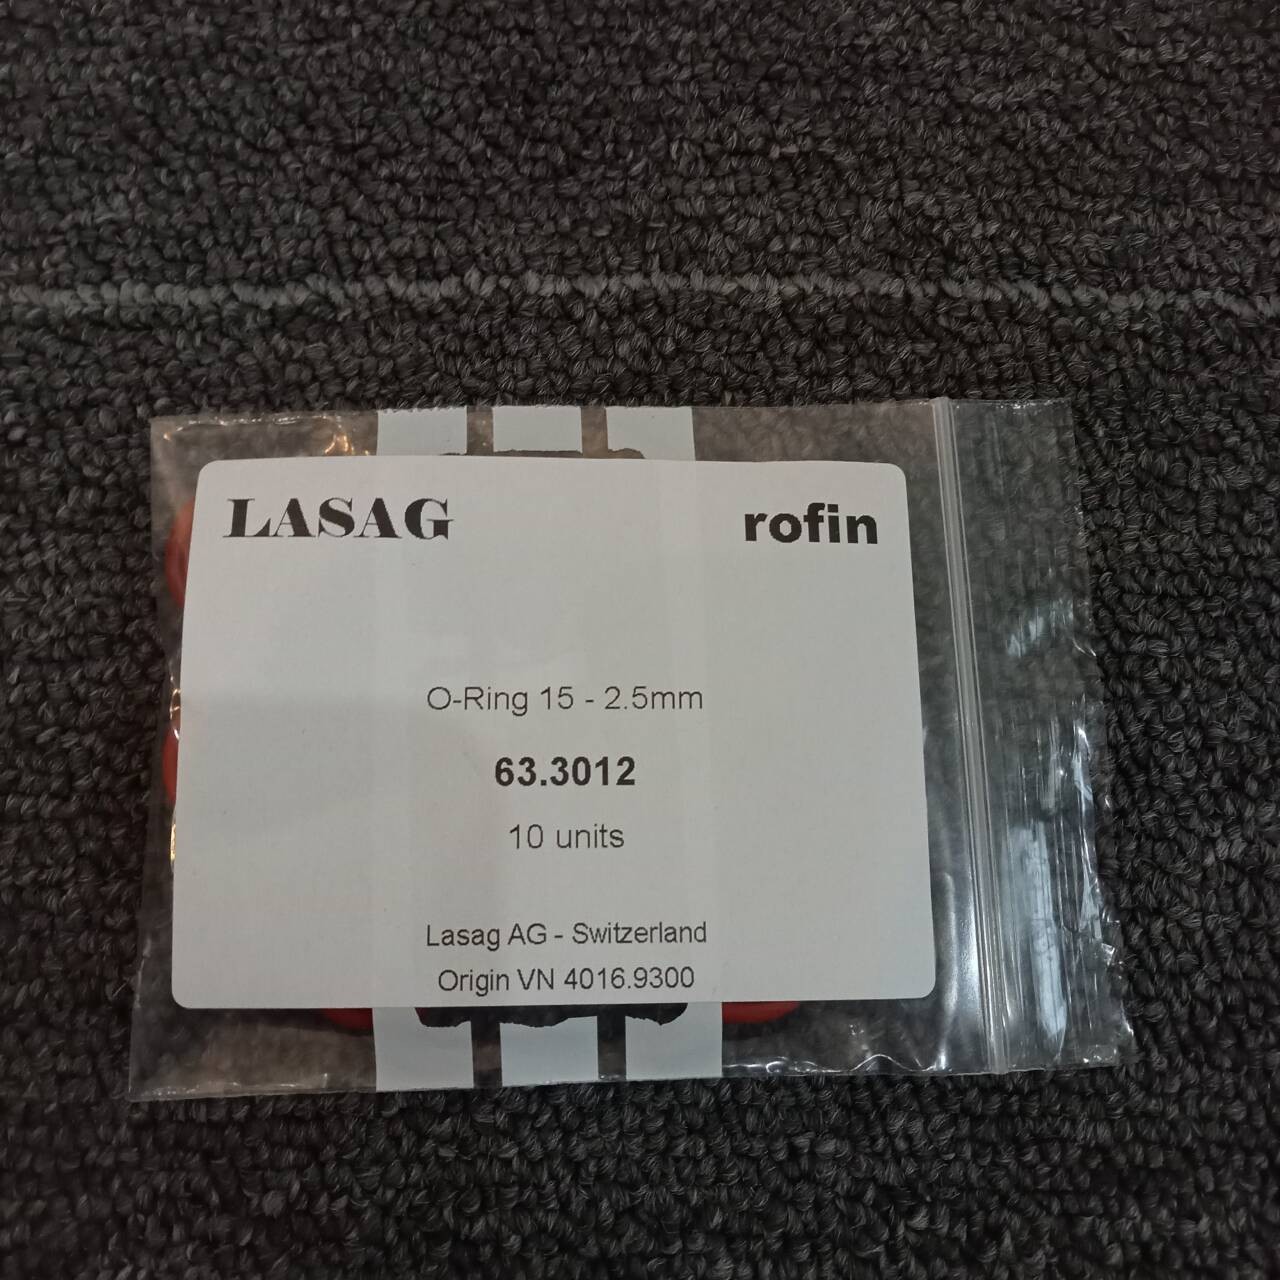 LASAG
rofin
O-Ring 15 - 2.5mm
63.3012
10 units
Lasag AG - Switzerland
Origin VN 4016.9300